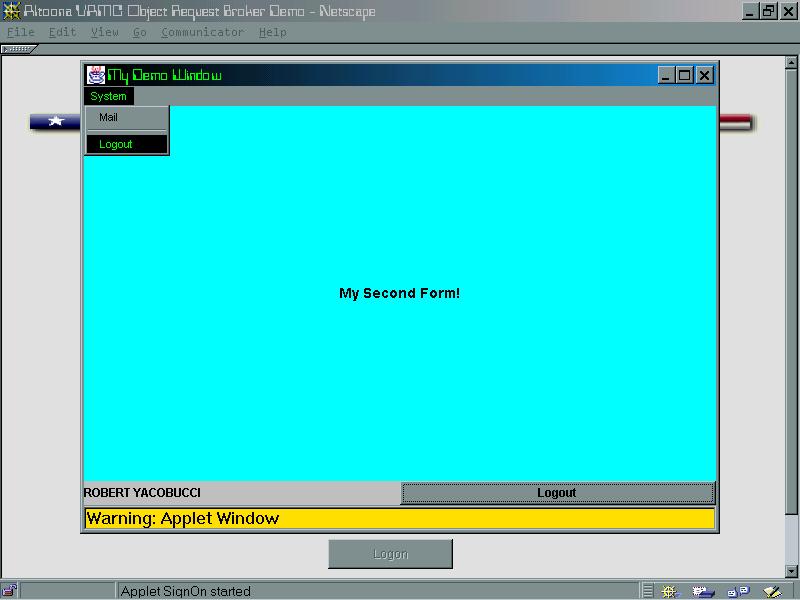 Altoona VAMC Object Request Broker Demo - Netscape
File Edit View Go Communicator Help
My Demo Window
System
Mail
Logout
My Second Form!
ROBERT YACOBUCCI
Logout
Warning: Applet Window
Logon
Applet SignOn started